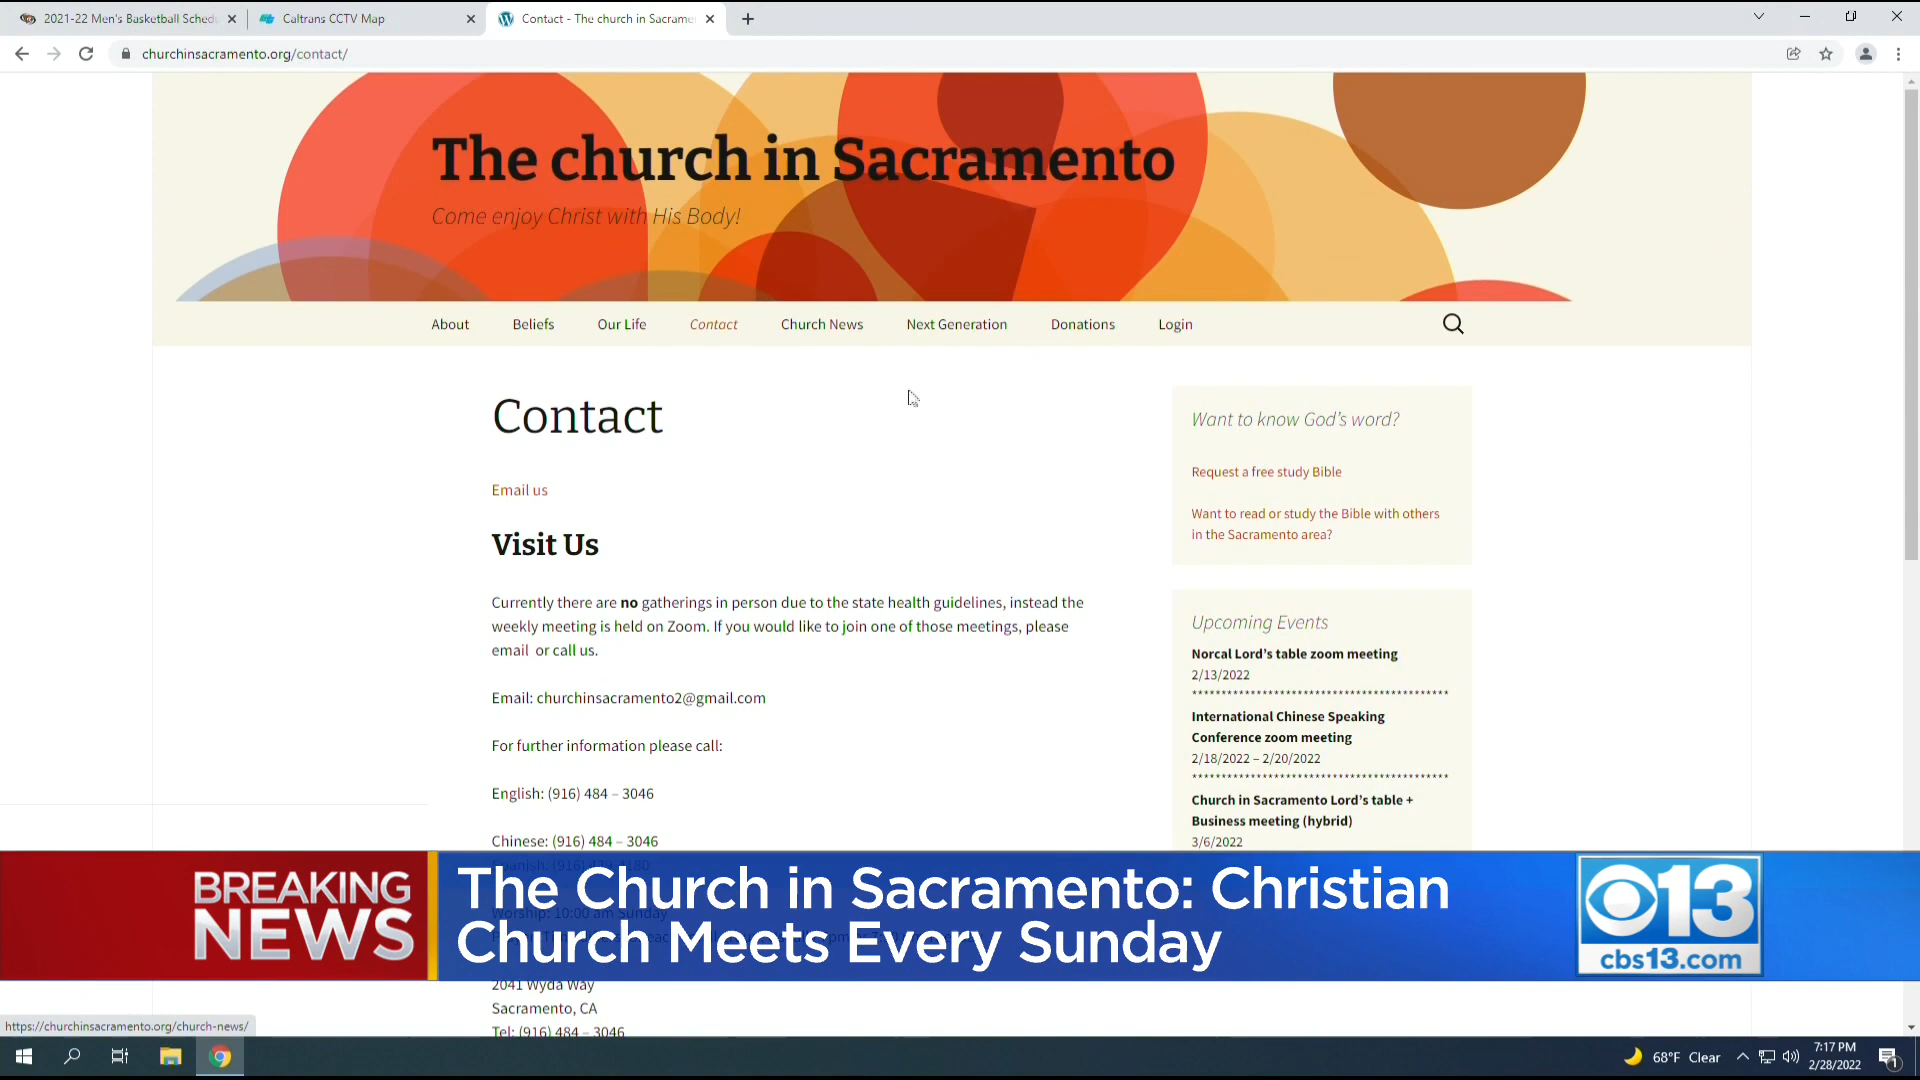 2021-22 Men's Basketball Sched
Caltrans CCTV Map
Contact - The church in Sacrame
churchinsacramento.org/contact/
The church in Sacramento
Come enjoy Christ with His Body!
About
Beliefs
Our Life
Contact
Church News
Next Generation
Donations
Login
Contact
Email us
Visit Us
Currently there are no gatherings in person due to the state health guidelines, instead the
weekly meeting is held on Zoom. If you would like to join one of those meetings, please
email or call us.
Email: churchinsacramento2@gmail.com
For further information please call:
English: (916) 484 – 3046
Chinese: (916) 484 – 3046
Worship: 10:00 am Sunday
2041 Wyda Way
Sacramento, CA
Tel: (916) 484 – 3046
Want to know God's word?
Request a free study Bible
Want to read or study the Bible with others
in the Sacramento area?
Upcoming Events
Norcal Lord's table zoom meeting
2/13/2022
*******************************************
International Chinese Speaking
Conference zoom meeting
2/18/2022 – 2/20/2022
*******************************************
Church in Sacramento Lord's table +
Business meeting (hybrid)
3/6/2022
BREAKING
NEWS
The Church in Sacramento: Christian
Church Meets Every Sunday
13
cbs13.com
https://churchinsacramento.org/church-news/
68°F Clear
7:17 PM
2/28/2022
1